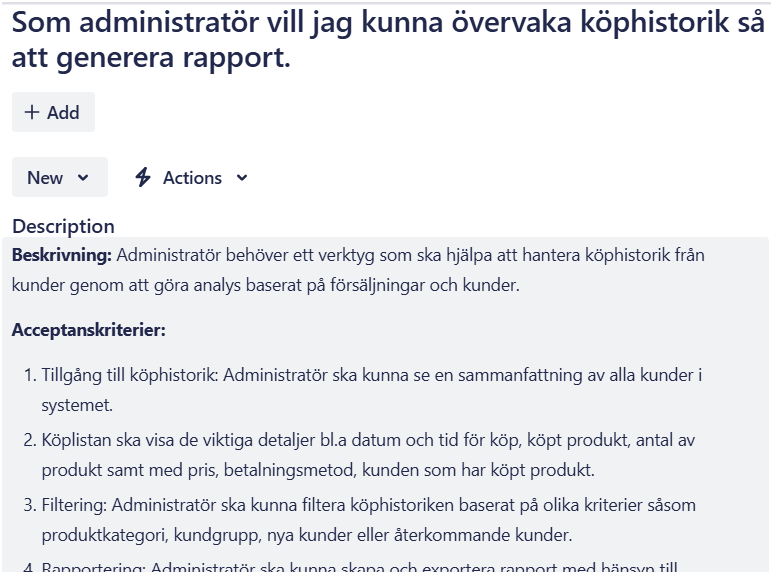 Som administratör vill jag kunna övervaka köphistorik så
att generera rapport.
+ Add
New
Actions
Description
Beskrivning: Administratör behöver ett verktyg som ska hjälpa att hantera köphistorik från
kunder genom att göra analys baserat på försäljningar och kunder.
Acceptanskriterier:
1. Tillgång till köphistorik: Administratör ska kunna se en sammanfattning av alla kunder i
systemet.
2. Köplistan ska visa de viktiga detaljer bl.a datum och tid för köp, köpt produkt, antal av
produkt samt med pris, betalningsmetod, kunden som har köpt produkt.
3. Filtering: Administratör ska kunna filtera köphistoriken baserat på olika kriterier såsom
produktkategori, kundgrupp, nya kunder eller återkommande kunder.
4. Rapportering: Administratör ska kunna skapa och exportera rapport med hänsyn till